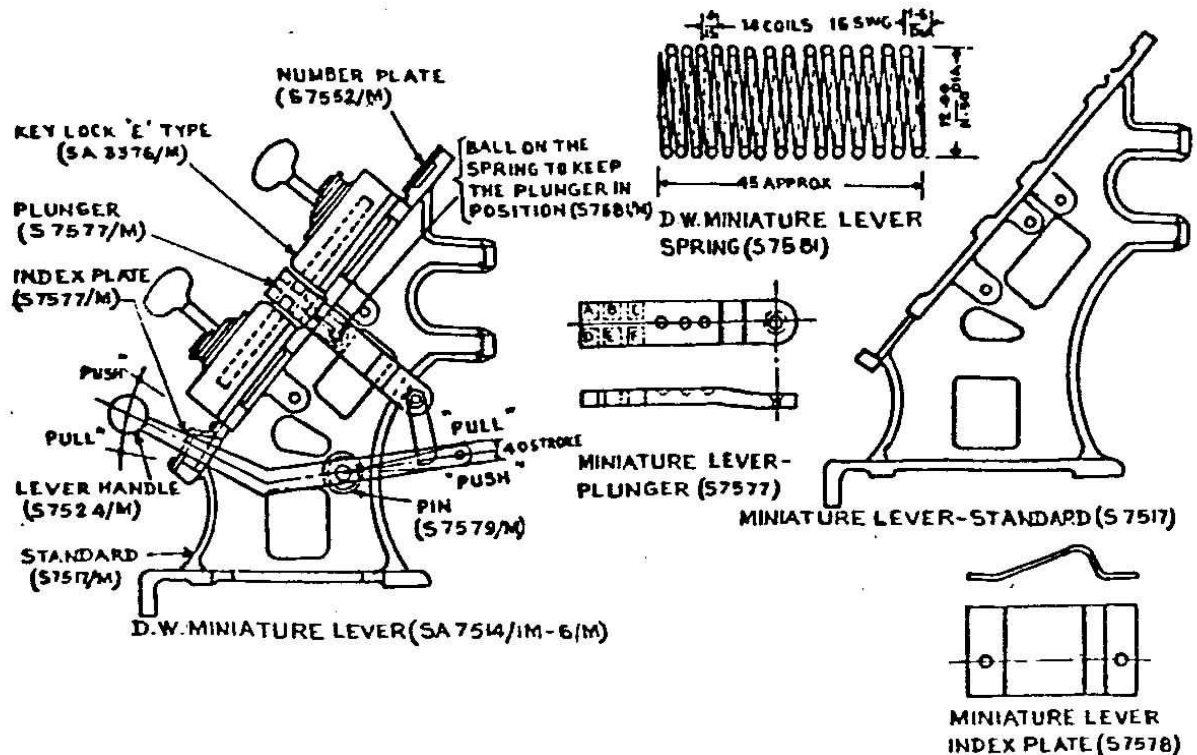 NUMBER PLATE
(S7552/M)
KEY LOCK 'E' TYPE
(SA 8376/M)
BALL ON THE
SPRING TO KEEP
THE PLUNGER IN
POSITION (S7681/M)
PLUNGER
(S7577/M)
INDEX PLATE
(S7577/M)
"PUSH"
"PULL"
LEVER HANDLE
(S7524/M)
STANDARD
(S7517/M)
"PULL"
40 STROKE
"PUSH"
PIN
(S7579/M)
D.W. MINIATURE LEVER (SA 7514/1M-6/M)
14 COILS 16 SWG
DIA
45 APPROX
D.W. MINIATURE LEVER
SPRING (S7581)
A B C
D E F
MINIATURE LEVER-
PLUNGER (S7577)
MINIATURE LEVER-STANDARD (S7517)
MINIATURE LEVER
INDEX PLATE (S7578)